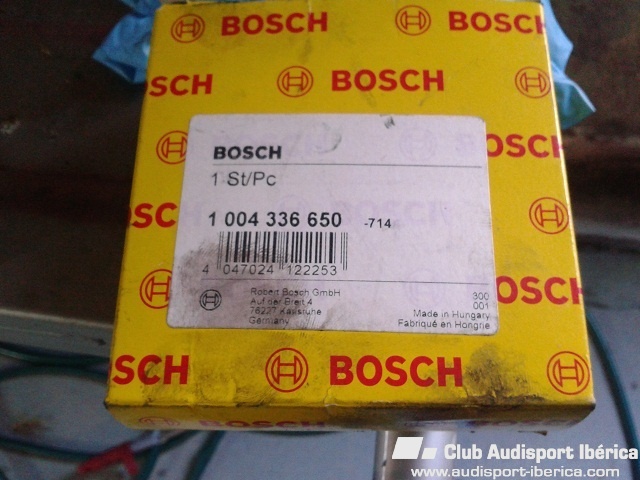 BOSCH BOSCH
BOSCH BOSCH
BOSCH
BOSCH
1 St/Pc
1 004 336 650 -714
4 047024 122253
Robert Bosch GmbH
Auf der Breit 4
76227 Karlsruhe
Germany
300
001
Made in Hungary
Fabriqué en Hongrie
OSCH
OSCH
BOSCH
Club Audisport Ibérica
www.audisport-iberica.com